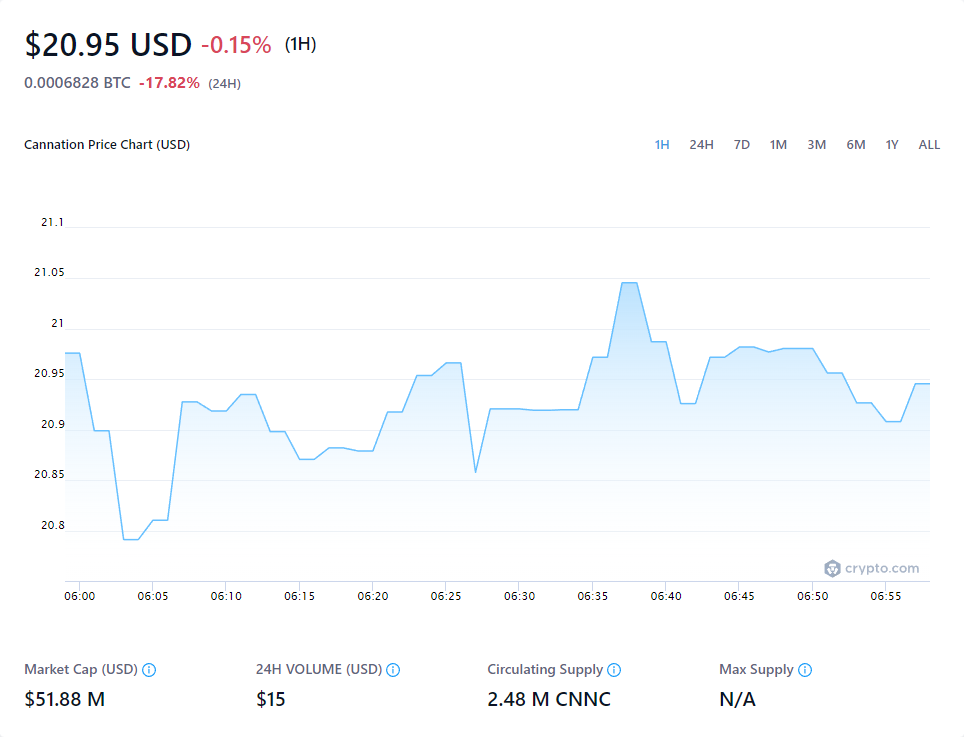 $20.95 USD -0.15% (1H)
0.0006828 BTC -17.82% (24H)
Cannation Price Chart (USD) 1H 24H 7D 1M 3M 6M 1Y ALL
21.1
21.05
21
20.95
20.9
20.85
20.8
crypto.com
06:00 06:05 06:10 06:15 06:20 06:25 06:30 06:35 06:40 06:45 06:50 06:55
Market Cap (USD) 24H VOLUME (USD) Circulating Supply Max Supply
$51.88 M $15 2.48 M CNNC N/A